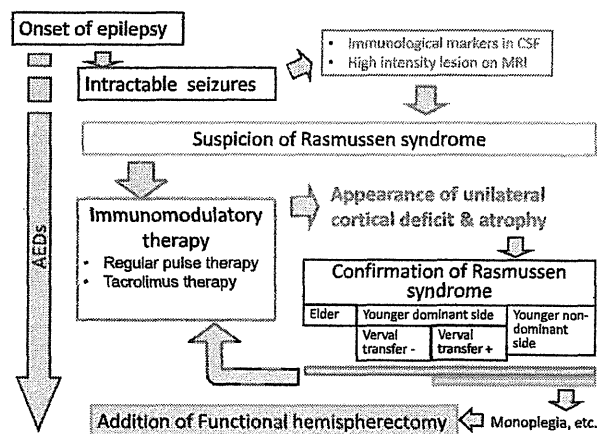 Onset of epilepsy
Intractable seizures
• Immunological markers in CSF
• High intensity lesion on MRI
Suspicion of Rasmussen syndrome
AEDs
Immunomodulatory
therapy
• Regular pulse therapy
• Tacrolimus therapy
Appearance of unilateral
cortical deficit & atrophy
Confirmation of Rasmussen
syndrome
Elder
Younger dominant side
Verval
transfer -
Verval
transfer +
Younger non-
dominant
side
Addition of Functional hemispherectomy
Monoplegia, etc.